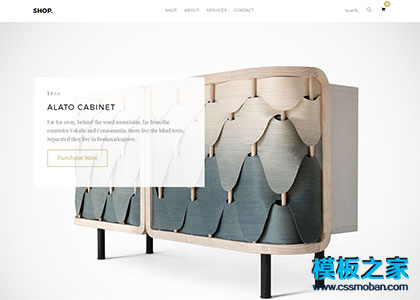 SHOP.
SHOP ABOUT SERVICES CONTACT
Search..
0
$800
ALATO CABINET
Far far away, behind the word mountains, far from the
countries Vokalia and Consonantia, there live the blind texts.
Separated they live in Bookmarksgrove.
Purchase Now
模板之家
www.cssmoban.com